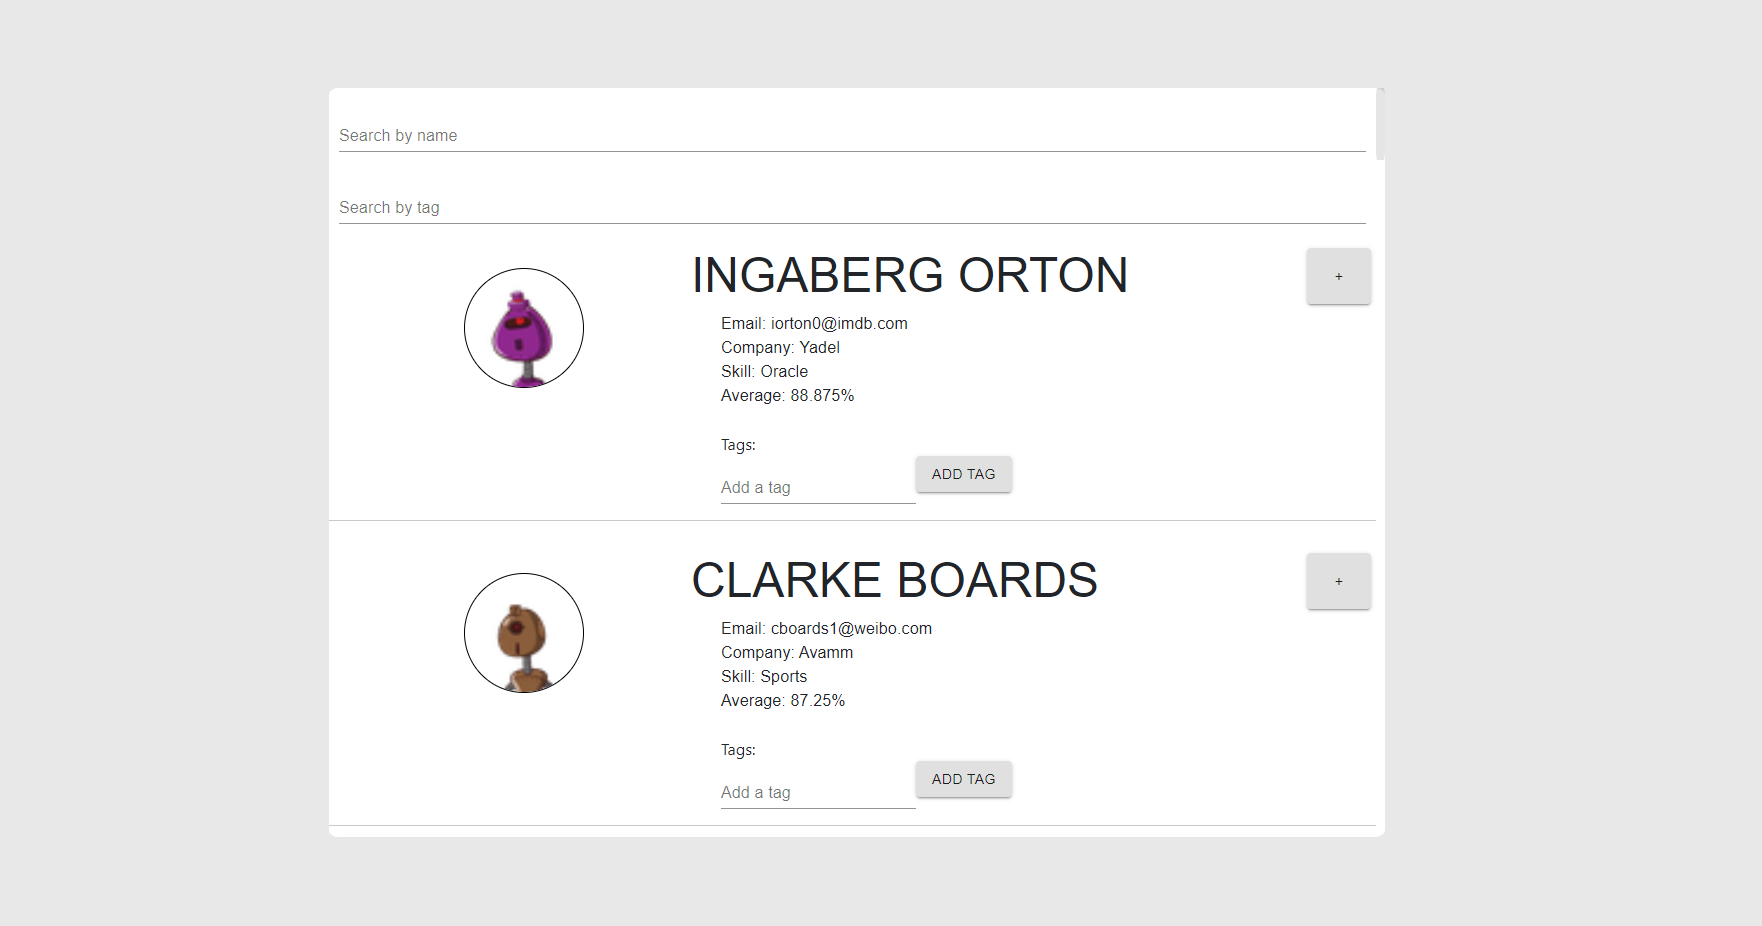 Search by name
Search by tag
INGABERG ORTON
+
Email: iorton0@imdb.com
Company: Yadel
Skill: Oracle
Average: 88.875%
Tags:
Add a tag
ADD TAG
CLARKE BOARDS
+
Email: cboards1@weibo.com
Company: Avamm
Skill: Sports
Average: 87.25%
Tags:
Add a tag
ADD TAG